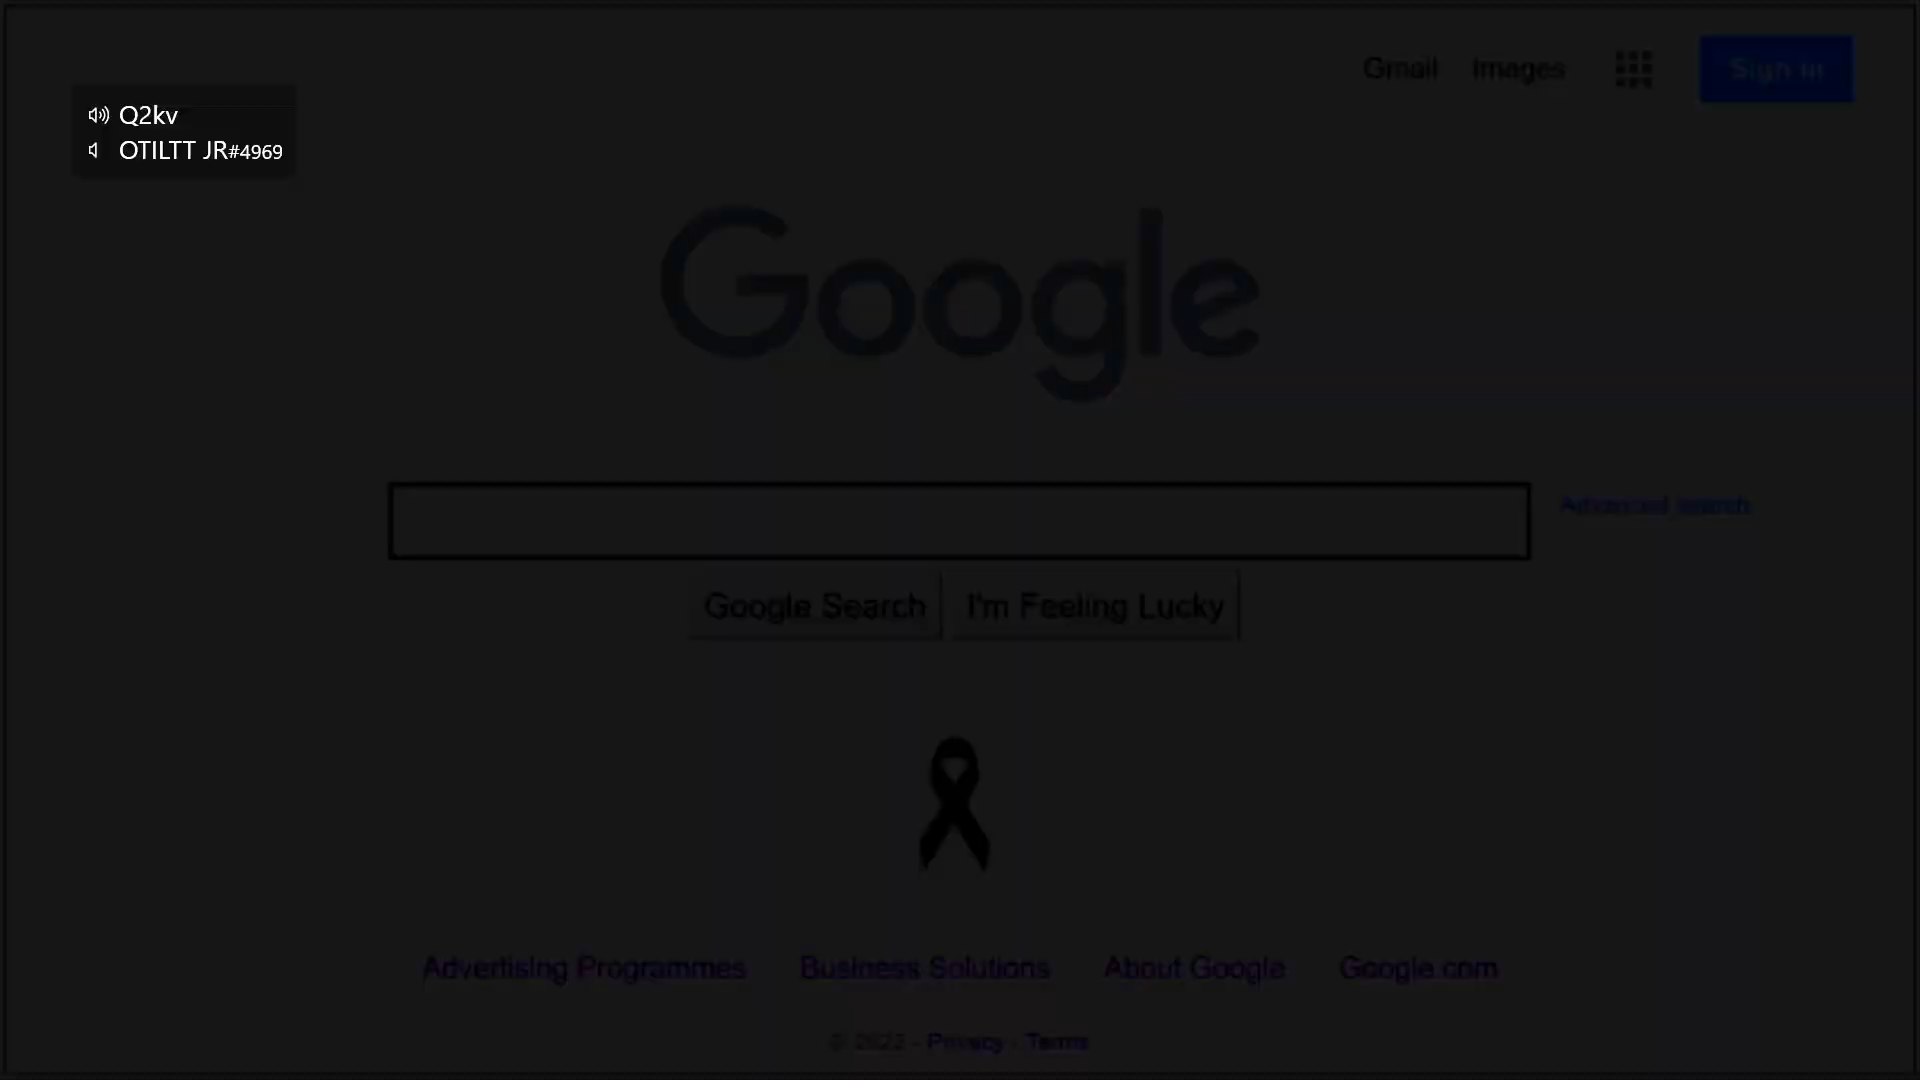 Gmail Images Sign in
Q2kv
OTILTT JR#4969
Google
Advanced search
Google Search I'm Feeling Lucky
Advertising Programmes Business Solutions About Google Google.com
© 2022 - Privacy - Terms